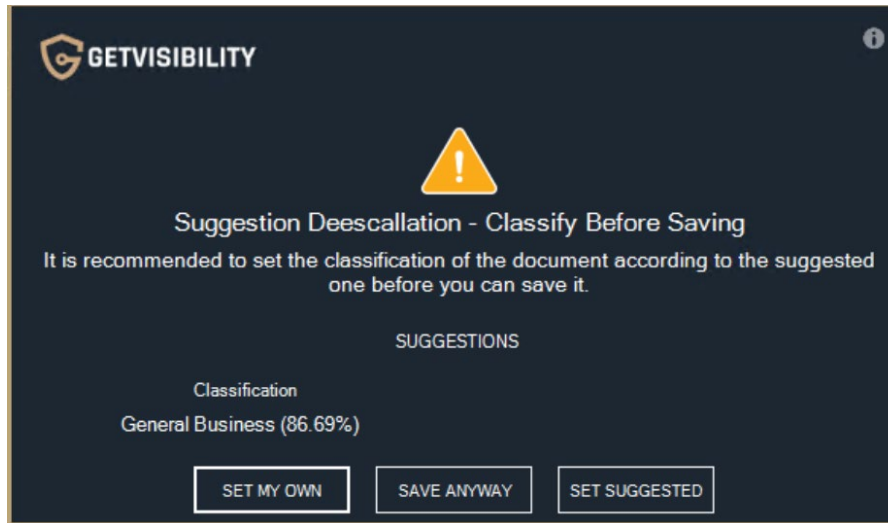 GETVISIBILITY
Suggestion Deescallation - Classify Before Saving
It is recommended to set the classification of the document according to the suggested
one before you can save it.
SUGGESTIONS
Classification
General Business (86.69%)
SET MY OWN
SAVE ANYWAY
SET SUGGESTED